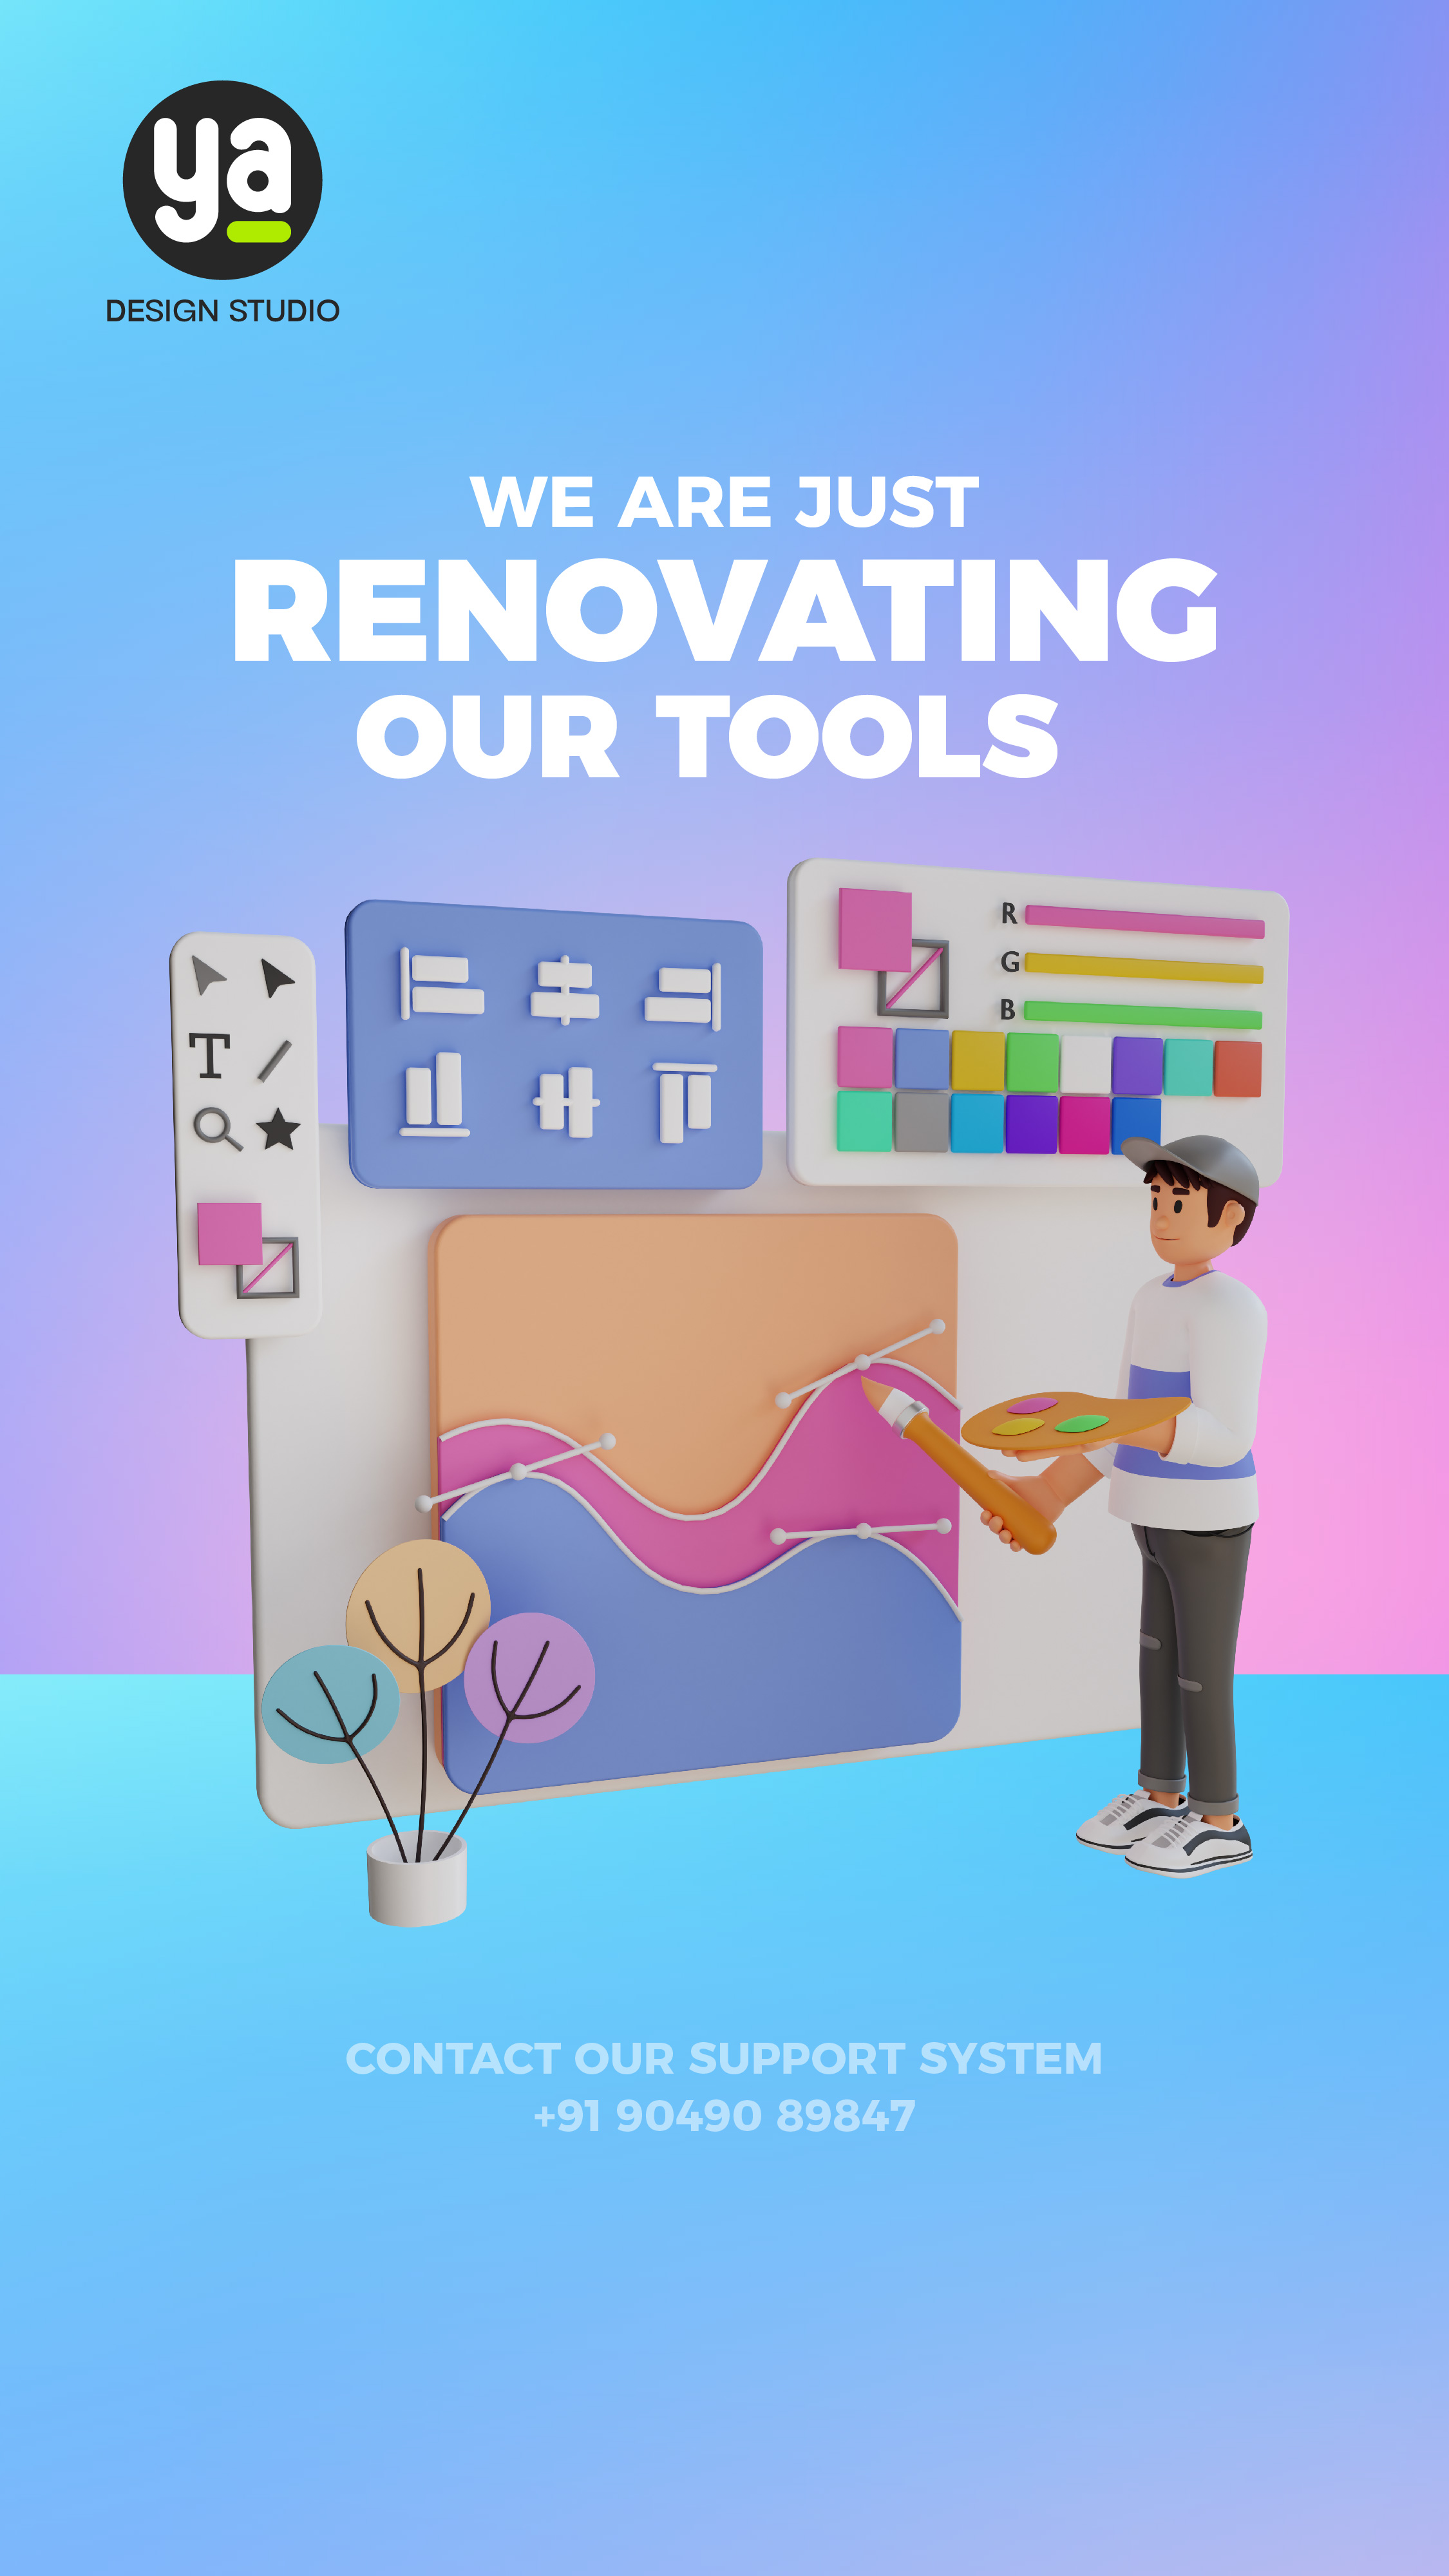 ya
DESIGN STUDIO
WE ARE JUST
RENOVATING
OUR TOOLS
R
G
B
T
CONTACT OUR SUPPORT SYSTEM
+91 90490 89847